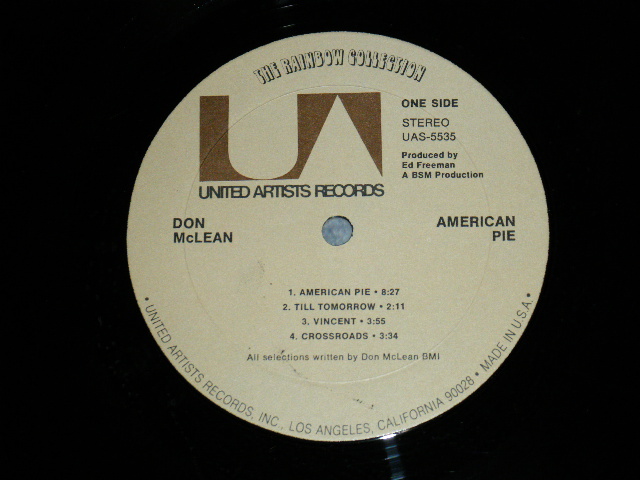 THE RAINBOW COLLECTION
UA
UNITED ARTISTS RECORDS
ONE SIDE
STEREO
UAS-5535
Produced by
Ed Freeman
A BSM Production
DON
McLEAN
AMERICAN
PIE
1. AMERICAN PIE • 8:27
2. TILL TOMORROW • 2:11
3. VINCENT • 3:55
4. CROSSROADS • 3:34
All selections written by Don McLean BMI
• UNITED ARTISTS RECORDS, INC., LOS ANGELES, CALIFORNIA 90028 • MADE IN U.S.A. •